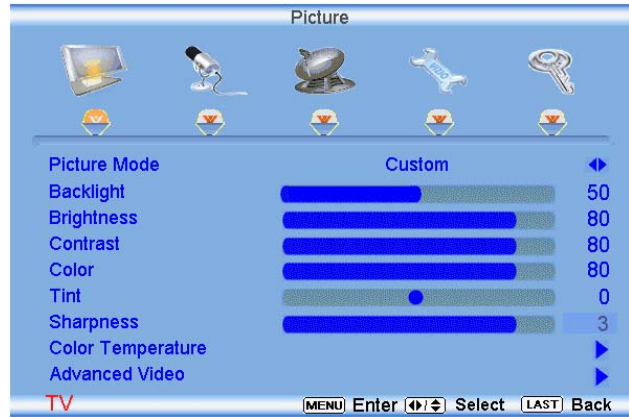 Picture
VIZIO
Picture Mode Custom
Backlight 50
Brightness 80
Contrast 80
Color 80
Tint 0
Sharpness 3
Color Temperature
Advanced Video
TV MENU Enter / Select LAST Back